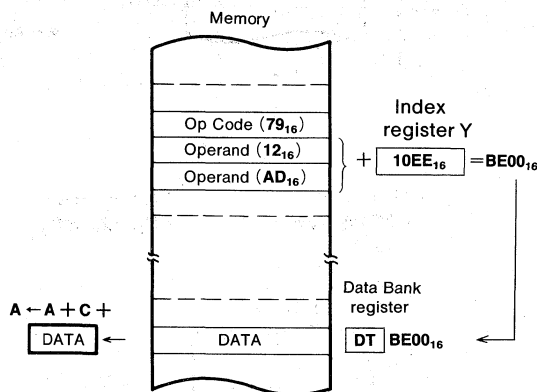 Memory
Op Code (79₁₆)
Operand (12₁₆)
Operand (AD₁₆)
Index
register Y
+ 10EE₁₆ =BE00₁₆
Data Bank
register
A ← A + C +
DATA ← DATA DT BE00₁₆